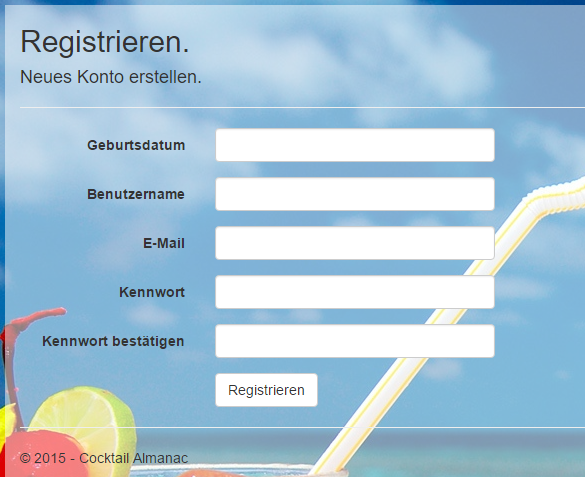 Registrieren.
Neues Konto erstellen.
Geburtsdatum
Benutzername
E-Mail
Kennwort
Kennwort bestätigen
Registrieren
© 2015 - Cocktail Almanac